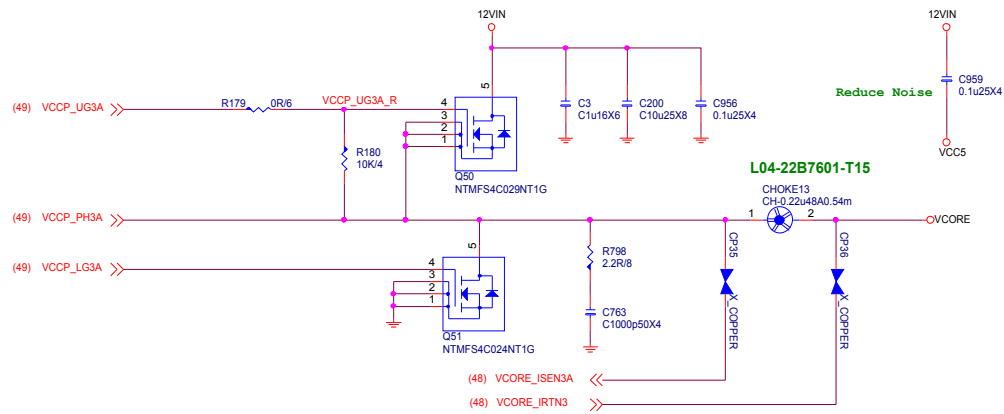 12VIN
12VIN
5
(49) VCCP_UG3A
R179
0R/6
VCCP_UG3A_R
4
3
2
1
C3
C1u16X6
C200
C10u25X8
C956
0.1u25X4
Reduce Noise
C959
0.1u25X4
VCC5
R180
10K/4
Q50
NTMFS4C029NT1G
L04-22B7601-T15
CHOKE13
CH-0.22u48A0.54m
(49) VCCP_PH3A
1
2
VCORE
5
R798
2.2R/8
CP35
CP36
(49) VCCP_LG3A
4
3
2
1
C763
C1000p50X4
X_COPPER
X_COPPER
Q51
NTMFS4C024NT1G
(48) VCORE_ISEN3A
(48) VCORE_IRTN3